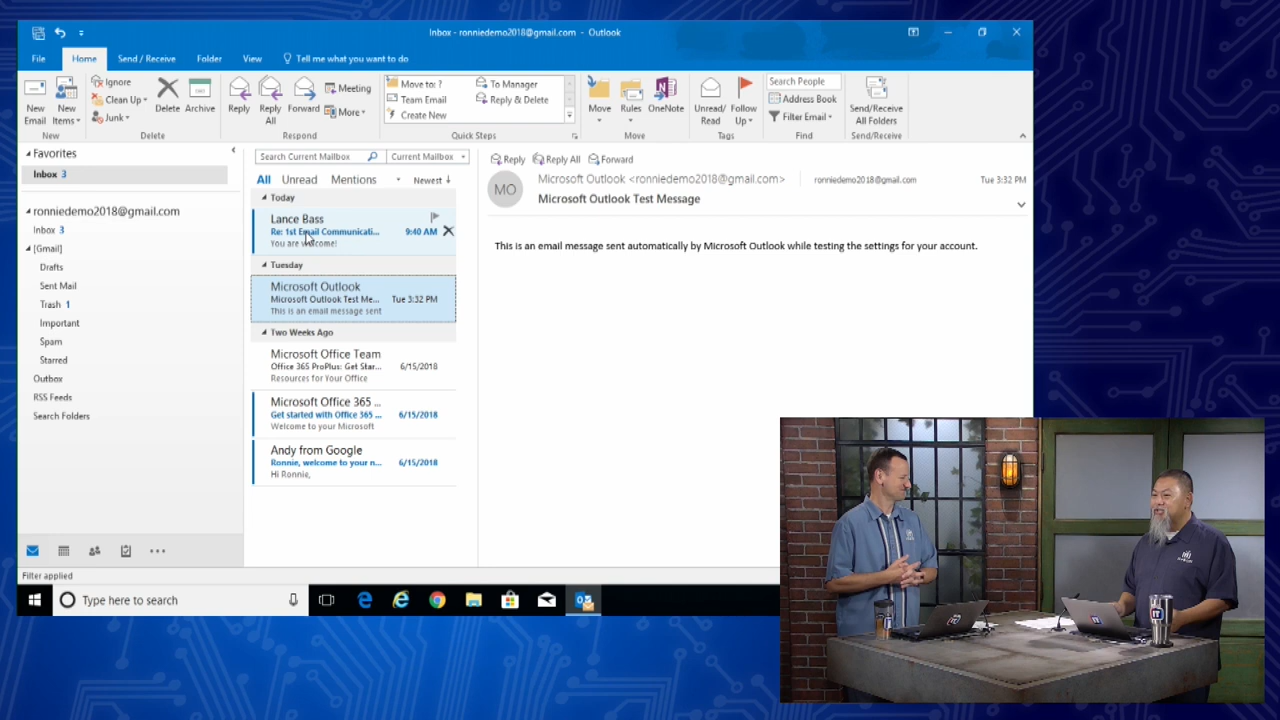 Inbox - ronniedemo2018@gmail.com - Outlook
File Home Send / Receive Folder View Tell me what you want to do
New Email
New Items
Ignore
Clean Up
Junk
Delete
Archive
Reply
Reply All
Forward
Meeting
More
Move to: ?
Team Email
Create New
To Manager
Reply & Delete
Move
Rules
OneNote
Unread/ Read
Follow Up
Search People
Address Book
Filter Email
Send/Receive All Folders
New Delete Respond Quick Steps Move Tags Find Send/Receive
Favorites
Inbox 3
ronniedemo2018@gmail.com
Inbox 3
[Gmail]
Drafts
Sent Mail
Trash 1
Important
Spam
Starred
Outbox
RSS Feeds
Search Folders
Search Current Mailbox Current Mailbox
All Unread Mentions Newest
Today
Lance Bass
Re: 1st Email Communicati... 9:40 AM
You are welcome!
Tuesday
Microsoft Outlook
Microsoft Outlook Test Me... Tue 3:32 PM
This is an email message sent
Two Weeks Ago
Microsoft Office Team
Office 365 ProPlus: Get Star... 6/15/2018
Resources for Your Office
Microsoft Office 365 ...
Get started with Office 365 ... 6/15/2018
Welcome to your Microsoft
Andy from Google
Ronnie, welcome to your n... 6/15/2018
Hi Ronnie,
Reply Reply All Forward
MO
Microsoft Outlook <ronniedemo2018@gmail.com> ronniedemo2018@gmail.com Tue 3:32 PM
Microsoft Outlook Test Message
This is an email message sent automatically by Microsoft Outlook while testing the settings for your account.
Filter applied
Type here to search
IT
IT
IT